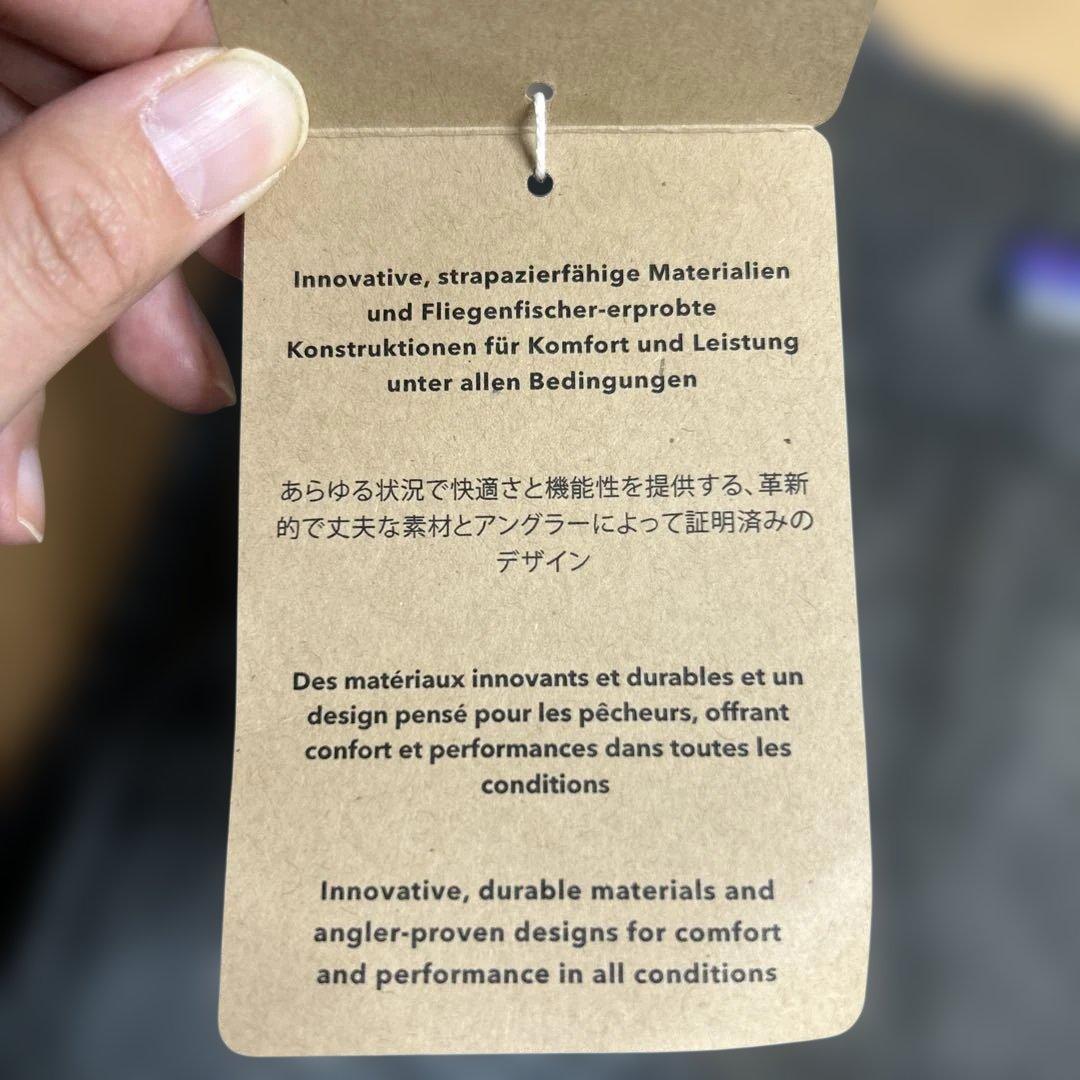 Innovative, strapazierfähige Materialien
und Fliegenfischer-erprobte
Konstruktionen für Komfort und Leistung
unter allen Bedingungen
あらゆる状況で快適さと機能性を提供する、革新
的で丈夫な素材とアングラーによって証明済みの
デザイン
Des matériaux innovants et durables et un
design pensé pour les pêcheurs, offrant
confort et performances dans toutes les
conditions
Innovative, durable materials and
angler-proven designs for comfort
and performance in all conditions